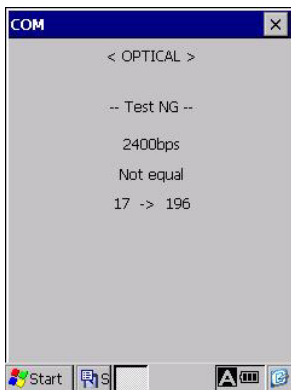 COM
< OPTICAL >
-- Test NG --
2400bps
Not equal
17 -> 196
Start
S
A